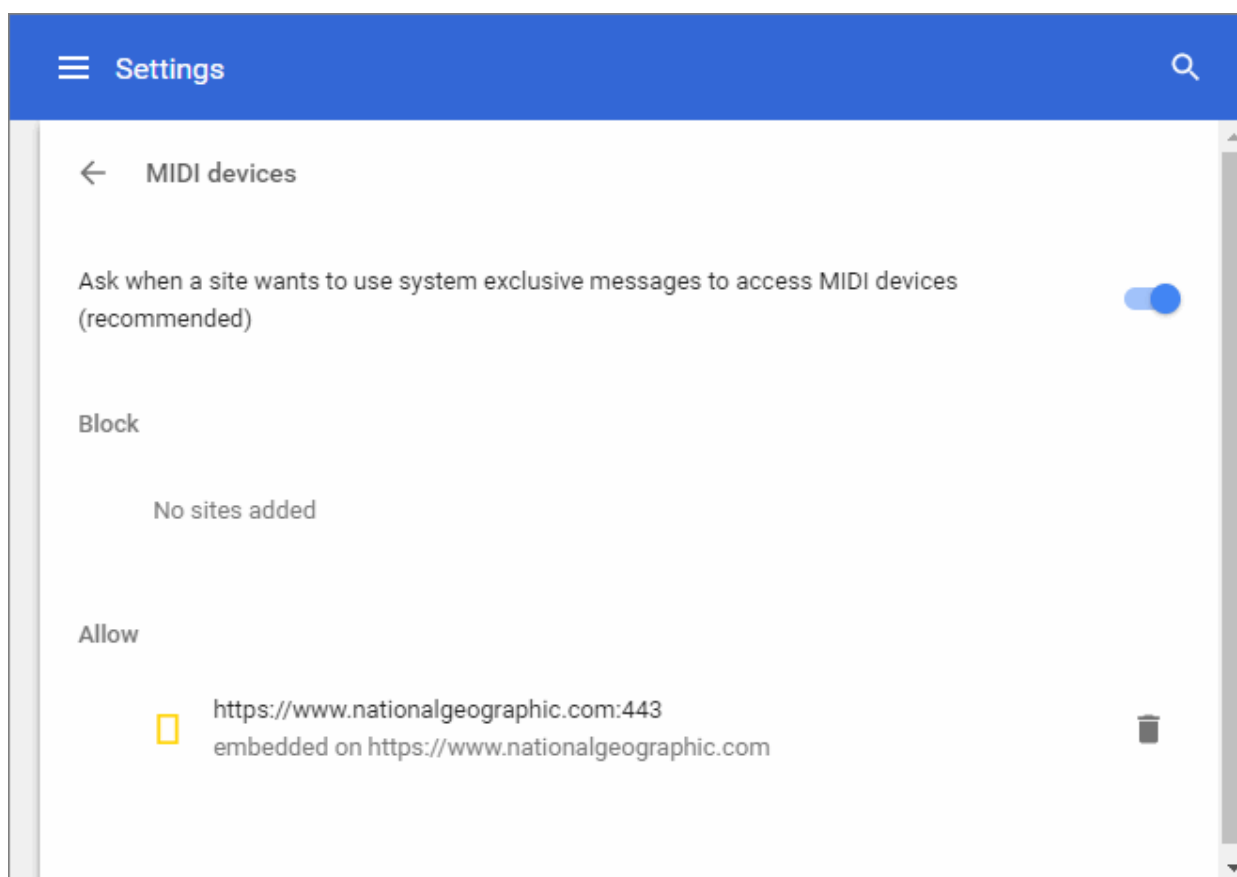 Settings
MIDI devices
Ask when a site wants to use system exclusive messages to access MIDI devices
(recommended)
Block
No sites added
Allow
https://www.nationalgeographic.com:443
embedded on https://www.nationalgeographic.com